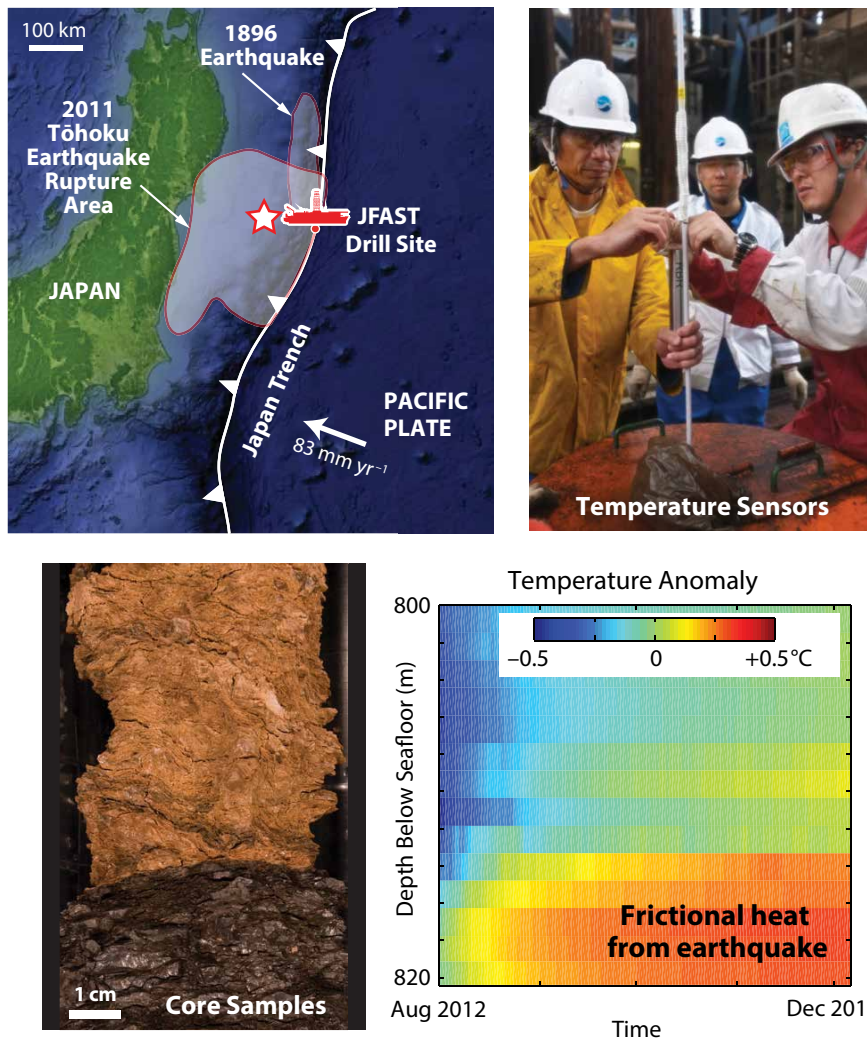 100 km
1896
Earthquake
2011
Tōhoku
Earthquake
Rupture
Area
JFAST
Drill Site
JAPAN
Japan Trench
PACIFIC
PLATE
83 mm yr⁻¹
Temperature Sensors
1 cm
Core Samples
Temperature Anomaly
800
–0.5
0
+0.5°C
Depth Below Seafloor (m)
Frictional heat
from earthquake
820
Aug 2012
Dec 201
Time